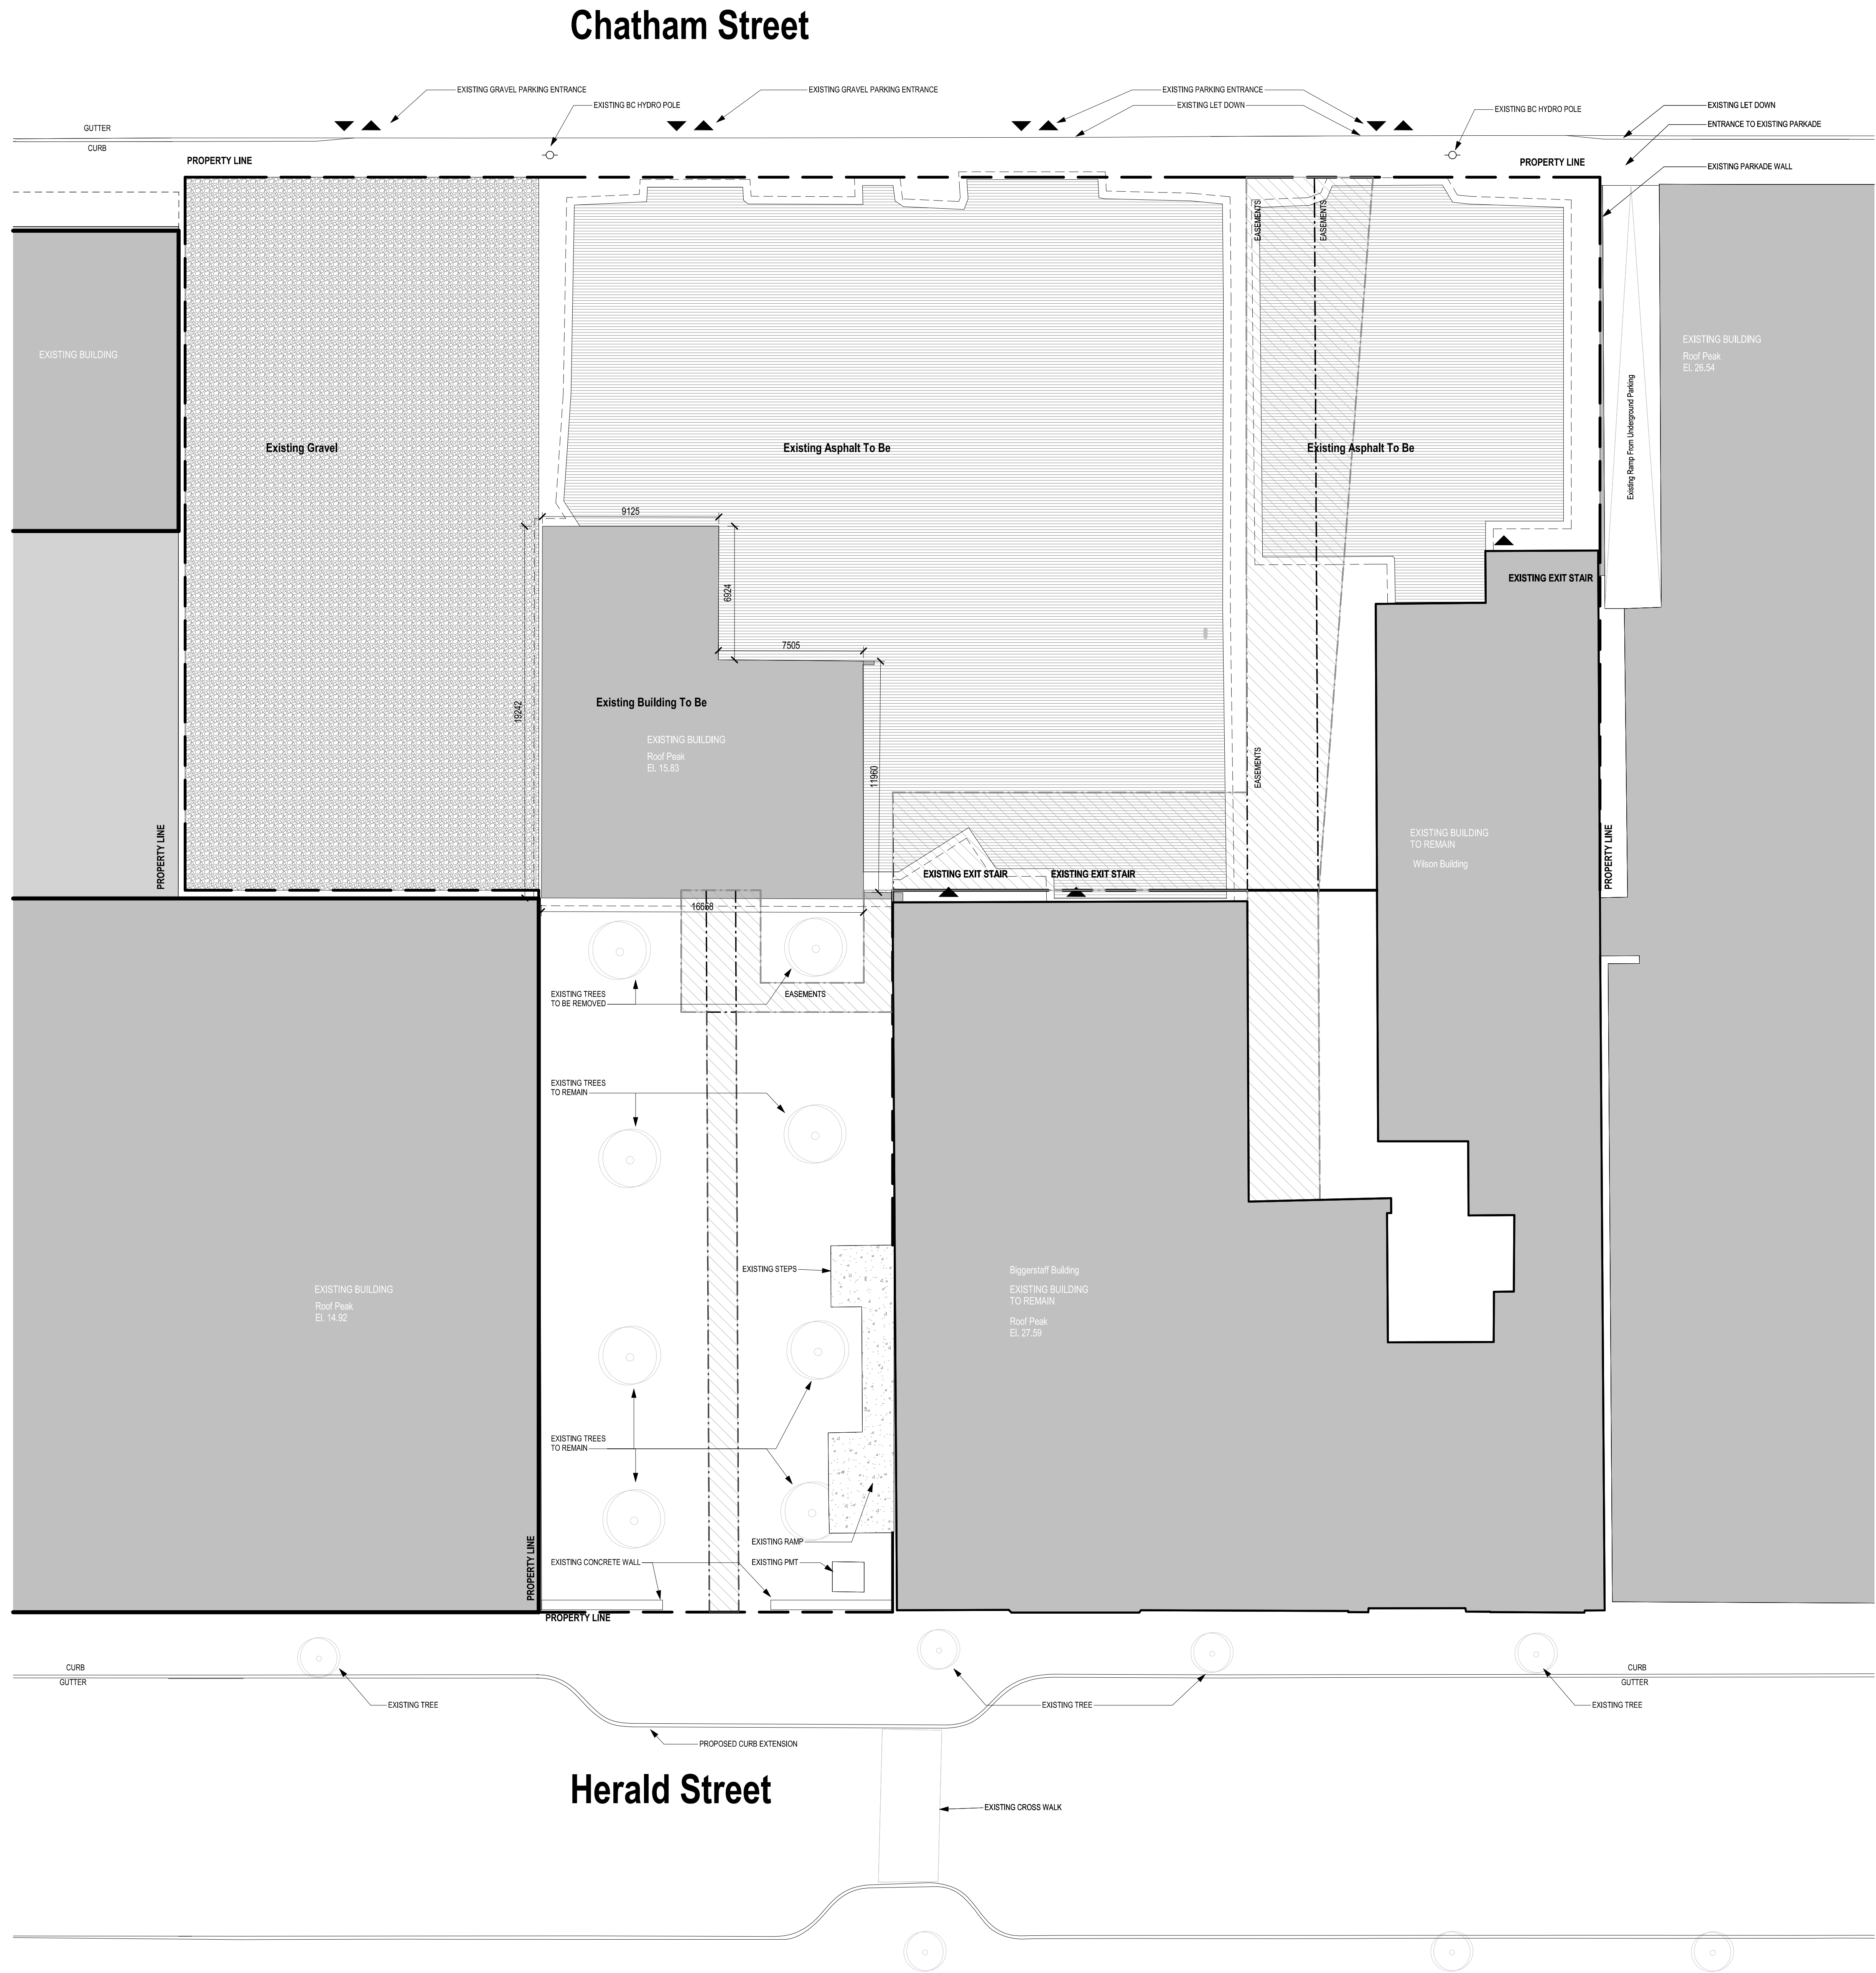 Chatham Street
EXISTING GRAVEL PARKING ENTRANCE
EXISTING GRAVEL PARKING ENTRANCE
EXISTING PARKING ENTRANCE
EXISTING BC HYDRO POLE
EXISTING LET DOWN
EXISTING BC HYDRO POLE
EXISTING LET DOWN
GUTTER
ENTRANCE TO EXISTING PARKADE
CURB
PROPERTY LINE
PROPERTY LINE
EXISTING PARKADE WALL
EASEMENTS
EASEMENTS
EXISTING BUILDING
EXISTING BUILDING
Roof Peak
El. 26.54
Existing Ramp From Underground Parking
Existing Gravel
Existing Asphalt To Be
Existing Asphalt To Be
9125
6924
EXISTING EXIT STAIR
7505
19242
Existing Building To Be
EXISTING BUILDING
Roof Peak
El. 15.83
11960
EASEMENTS
EXISTING BUILDING
TO REMAIN
Wilson Building
PROPERTY LINE
PROPERTY LINE
EXISTING EXIT STAIR
EXISTING EXIT STAIR
16658
EXISTING TREES
TO BE REMOVED
EASEMENTS
EXISTING TREES
TO REMAIN
EXISTING STEPS
Biggerstaff Building
EXISTING BUILDING
TO REMAIN
Roof Peak
El. 27.59
EXISTING BUILDING
Roof Peak
El. 14.92
EXISTING TREES
TO REMAIN
EXISTING RAMP
EXISTING CONCRETE WALL
EXISTING PMT
PROPERTY LINE
PROPERTY LINE
CURB
GUTTER
CURB
GUTTER
EXISTING TREE
EXISTING TREE
EXISTING TREE
PROPOSED CURB EXTENSION
Herald Street
EXISTING CROSS WALK